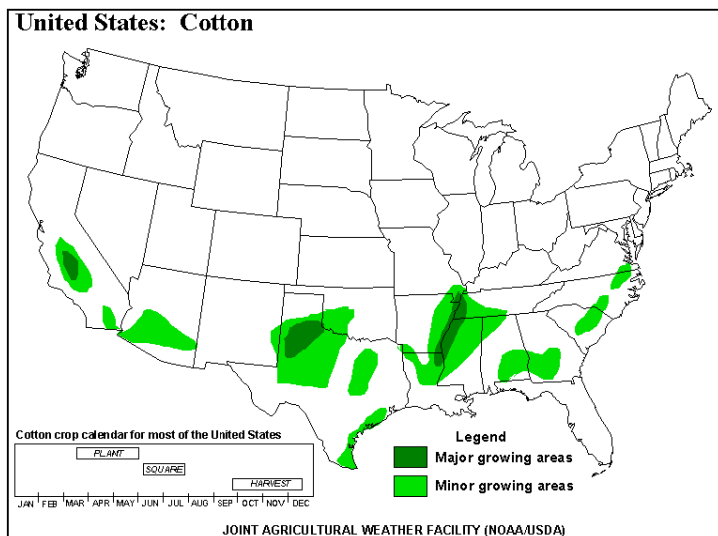 United States:  Cotton
Cotton crop calendar for most of the United States
PLANT
SQUARE
HARVEST
JAN FEB MAR APR MAY JUN JUL AUG SEP OCT NOV DEC
Legend
Major growing areas
Minor growing areas
JOINT AGRICULTURAL WEATHER FACILITY (NOAA/USDA)